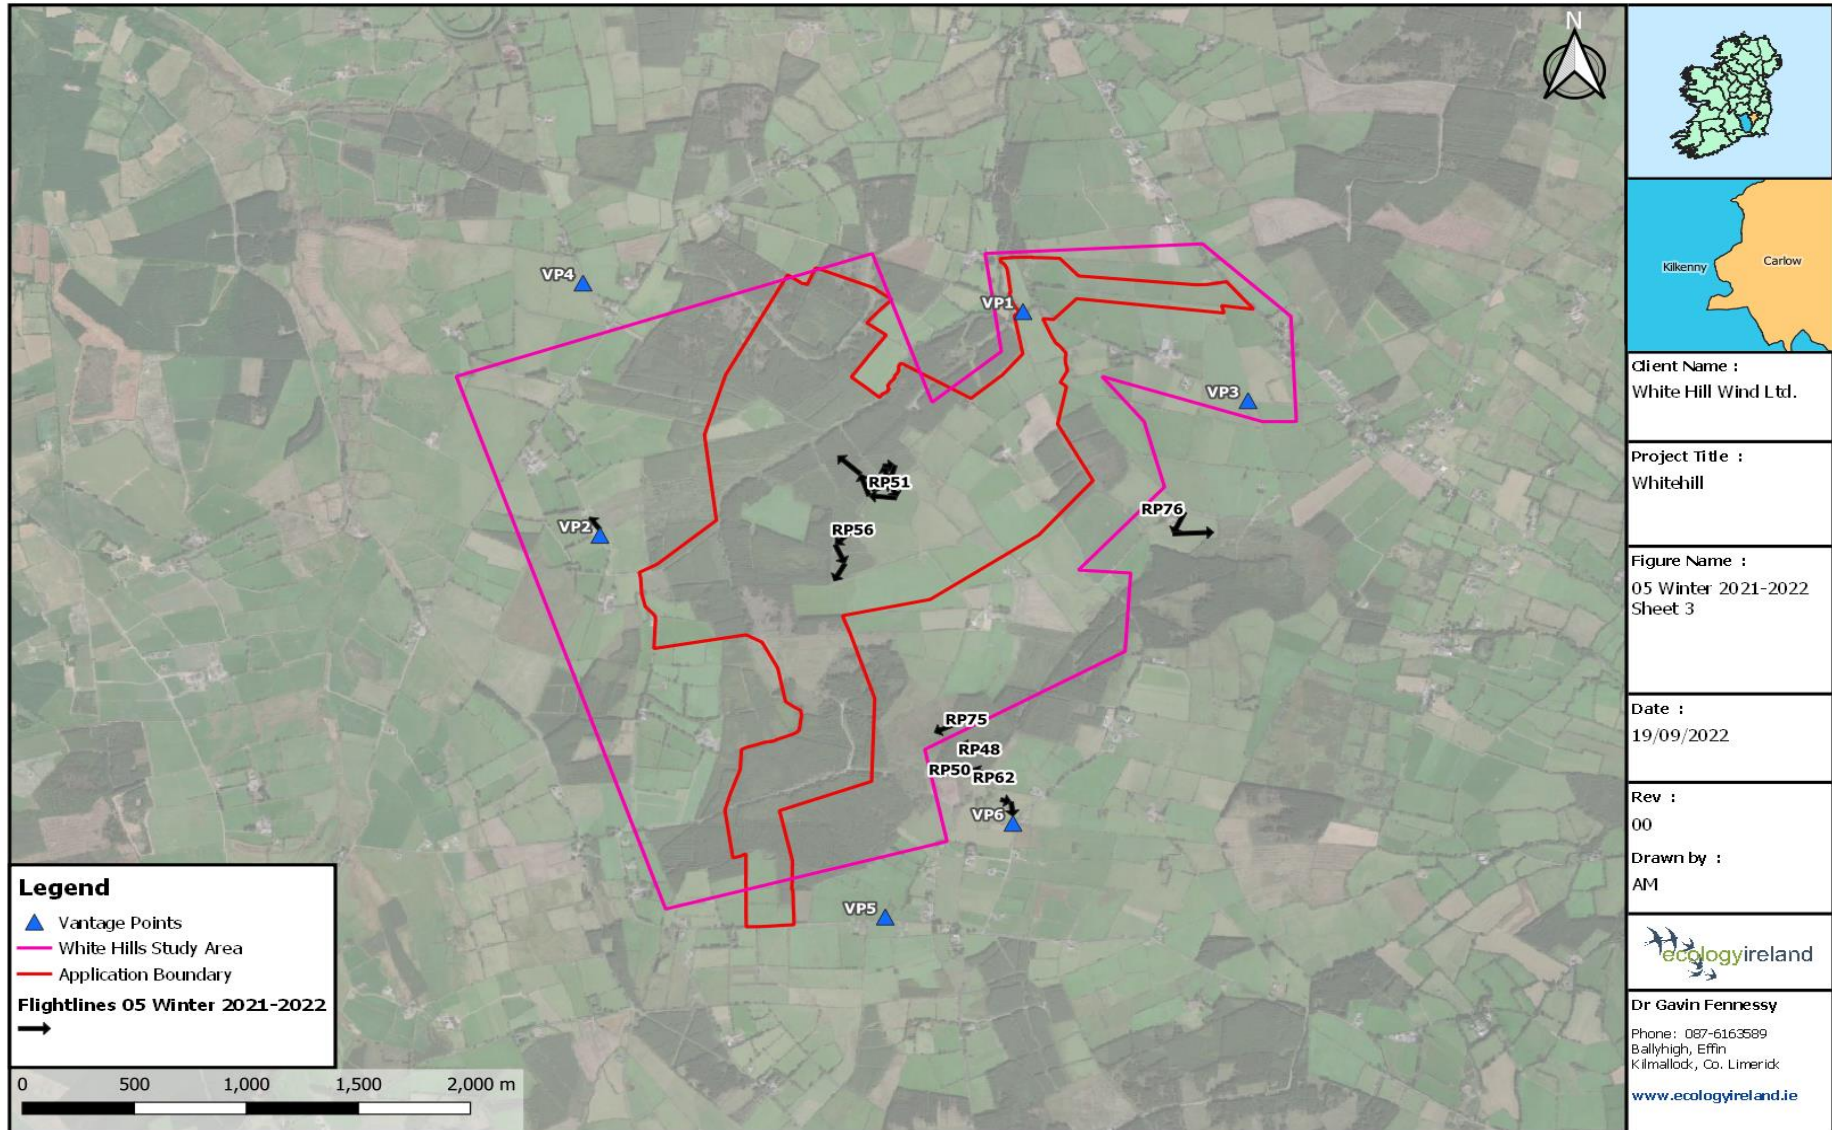 N
VP4
VP1
VP3
RP51
RP76
VP2
RP56
RP75
RP48
RP50
RP62
VP6
VP5
Legend
Vantage Points
White Hills Study Area
Application Boundary
Flightlines 05 Winter 2021-2022
0 500 1,000 1,500 2,000 m
Kilkenny
Carlow
Client Name :
White Hill Wind Ltd.
Project Title :
Whitehill
Figure Name :
05 Winter 2021-2022
Sheet 3
Date :
19/09/2022
Rev :
00
Drawn by :
AM
ecologyireland
Dr Gavin Fennessy
Phone: 087-6163589
Ballyhigh, Effin
Kilmallock, Co. Limerick
www.ecologyireland.ie